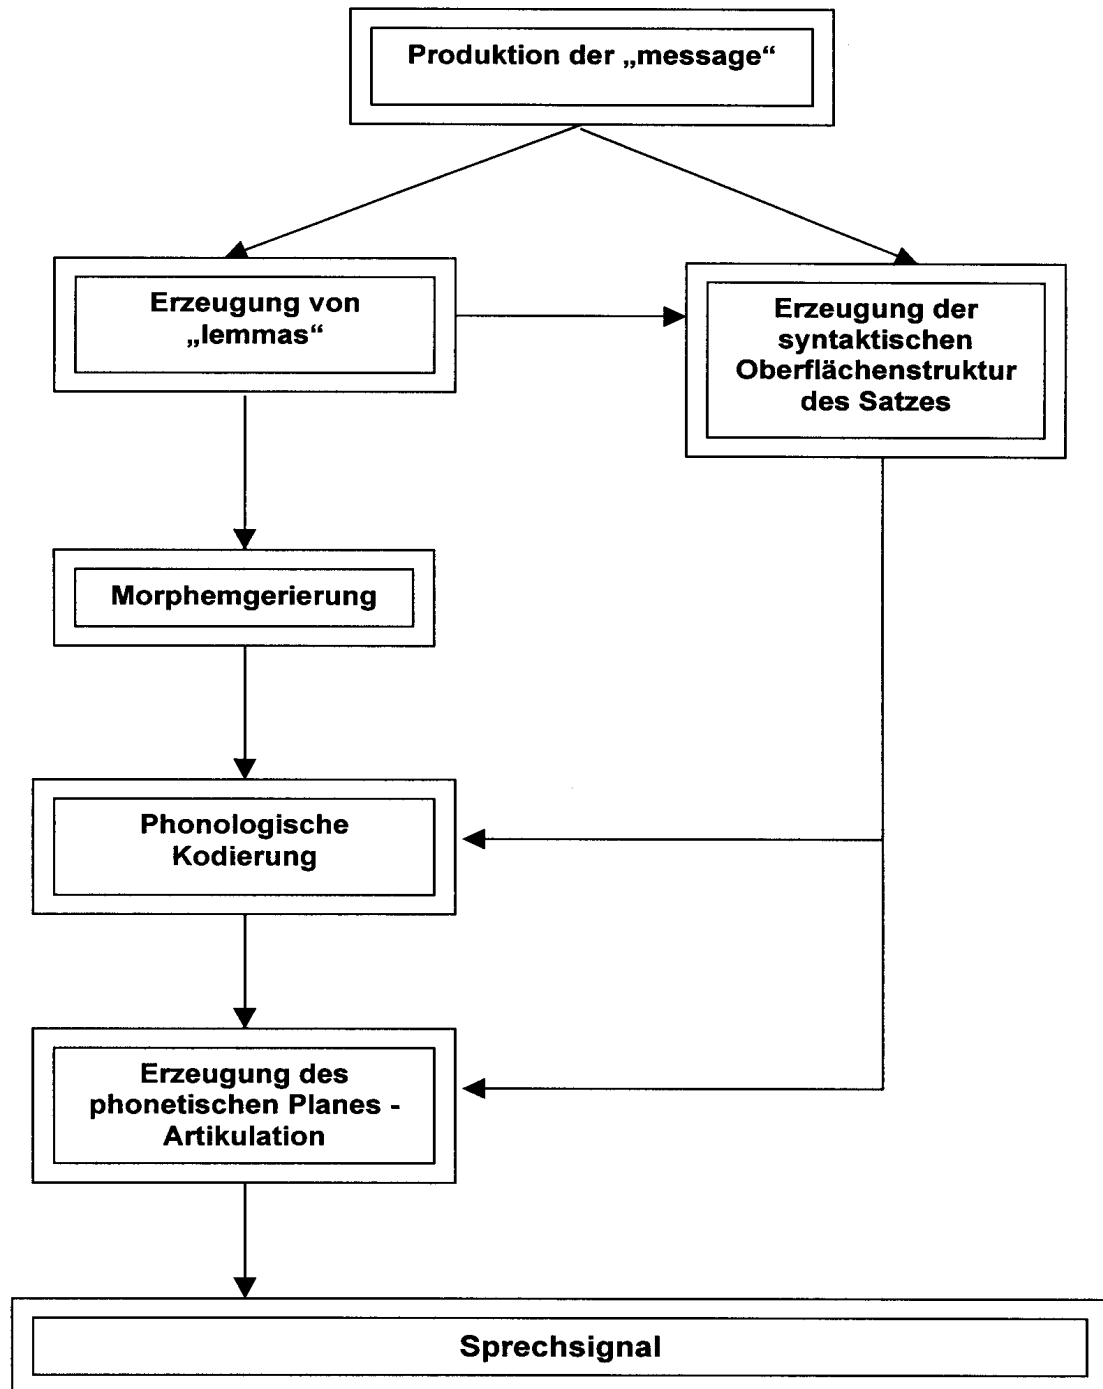 Produktion der „message“
Erzeugung von
„lemmas“
Erzeugung der
syntaktischen
Oberflächenstruktur
des Satzes
Morphemgerierung
Phonologische
Kodierung
Erzeugung des
phonetischen Planes -
Artikulation
Sprechsignal